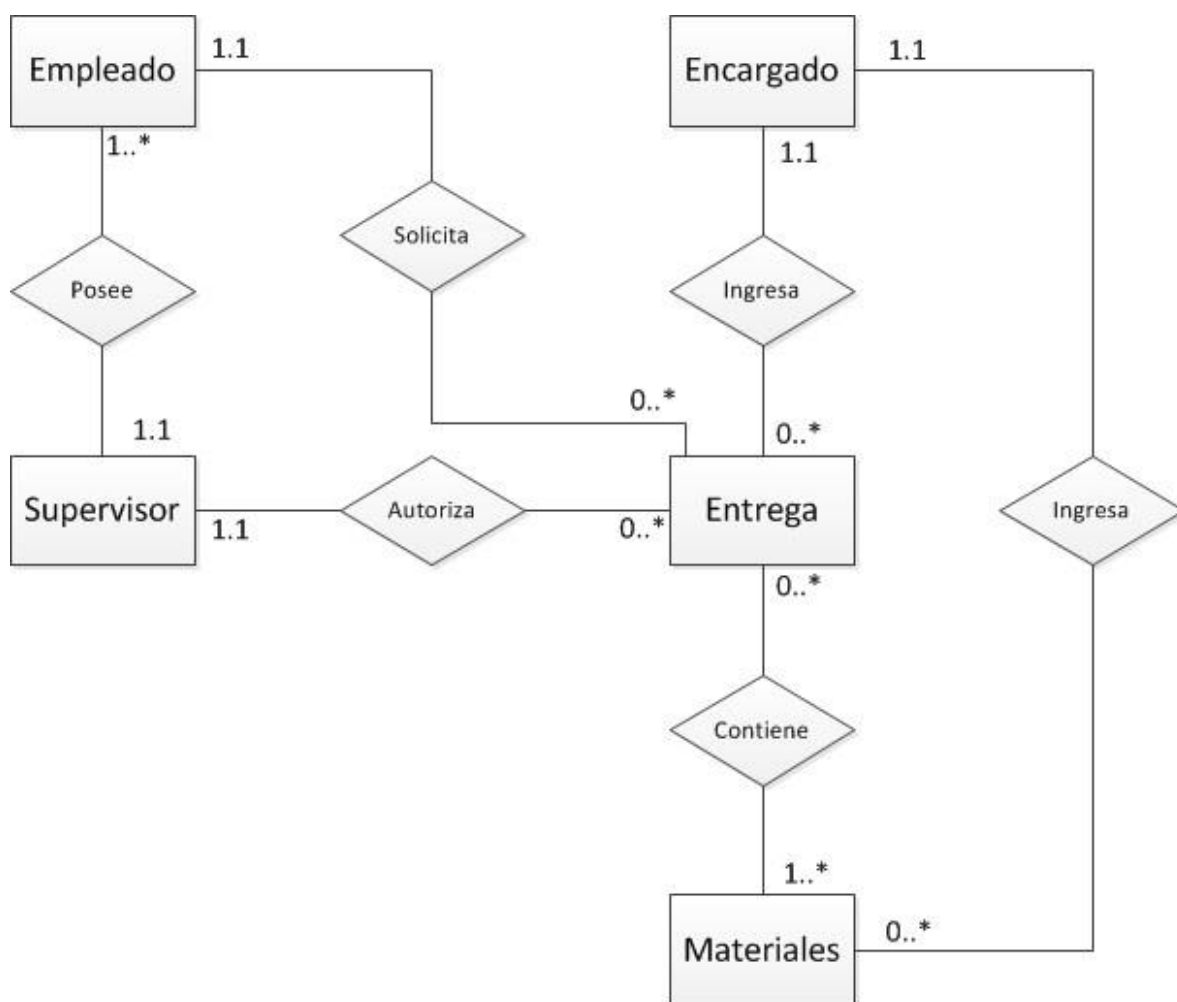 Empleado
1.1
Encargado
1.1
1..*
1.1
Solicita
Posee
Ingresa
0..*
1.1
0..*
Supervisor
Autoriza
Entrega
Ingresa
1.1
0..*
0..*
Contiene
1..*
Materiales
0..*